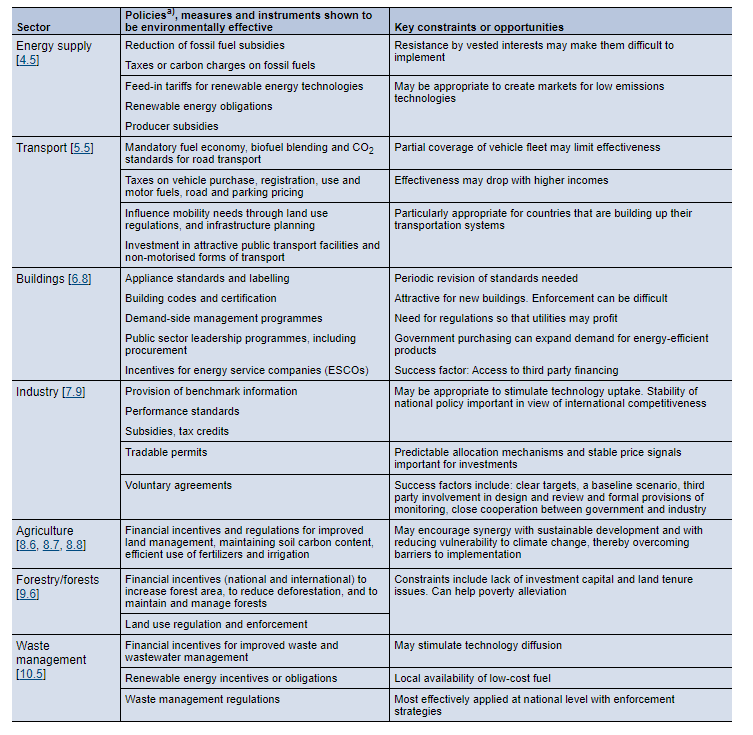 Sector
Policies a), measures and instruments shown to
be environmentally effective
Key constraints or opportunities
Energy supply
[4.5]
Reduction of fossil fuel subsidies
Taxes or carbon charges on fossil fuels
Resistance by vested interests may make them difficult to
implement
Feed-in tariffs for renewable energy technologies
Renewable energy obligations
Producer subsidies
May be appropriate to create markets for low emissions
technologies
Transport [5.5]
Mandatory fuel economy, biofuel blending and CO2
standards for road transport
Partial coverage of vehicle fleet may limit effectiveness
Taxes on vehicle purchase, registration, use and
motor fuels, road and parking pricing
Effectiveness may drop with higher incomes
Influence mobility needs through land use
regulations, and infrastructure planning
Investment in attractive public transport facilities and
non-motorised forms of transport
Particularly appropriate for countries that are building up their
transportation systems
Buildings [6.8]
Appliance standards and labelling
Periodic revision of standards needed
Building codes and certification
Attractive for new buildings. Enforcement can be difficult
Demand-side management programmes
Need for regulations so that utilities may profit
Public sector leadership programmes, including
procurement
Government purchasing can expand demand for energy-efficient
products
Incentives for energy service companies (ESCOs)
Success factor: Access to third party financing
Industry [7.9]
Provision of benchmark information
Performance standards
Subsidies, tax credits
May be appropriate to stimulate technology uptake. Stability of
national policy important in view of international competitiveness
Tradable permits
Predictable allocation mechanisms and stable price signals
important for investments
Voluntary agreements
Success factors include: clear targets, a baseline scenario, third
party involvement in design and review and formal provisions of
monitoring, close cooperation between government and industry
Agriculture
[8.6, 8.7, 8.8]
Financial incentives and regulations for improved
land management, maintaining soil carbon content,
efficient use of fertilizers and irrigation
May encourage synergy with sustainable development and with
reducing vulnerability to climate change, thereby overcoming
barriers to implementation
Forestry/forests
[9.6]
Financial incentives (national and international) to
increase forest area, to reduce deforestation, and to
maintain and manage forests
Constraints include lack of investment capital and land tenure
issues. Can help poverty alleviation
Land use regulation and enforcement
Waste
management
[10.5]
Financial incentives for improved waste and
wastewater management
May stimulate technology diffusion
Renewable energy incentives or obligations
Local availability of low-cost fuel
Waste management regulations
Most effectively applied at national level with enforcement
strategies